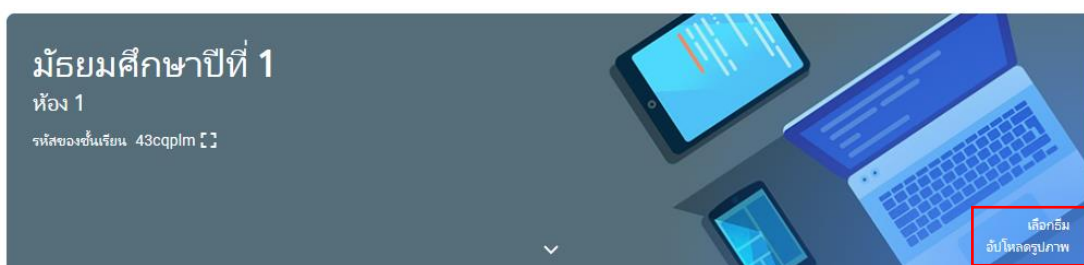 มัธยมศึกษาปีที่ 1
ห้อง 1
รหัสของชั้นเรียน 43cqplm
เลือกธีม
อัปโหลดรูปภาพ